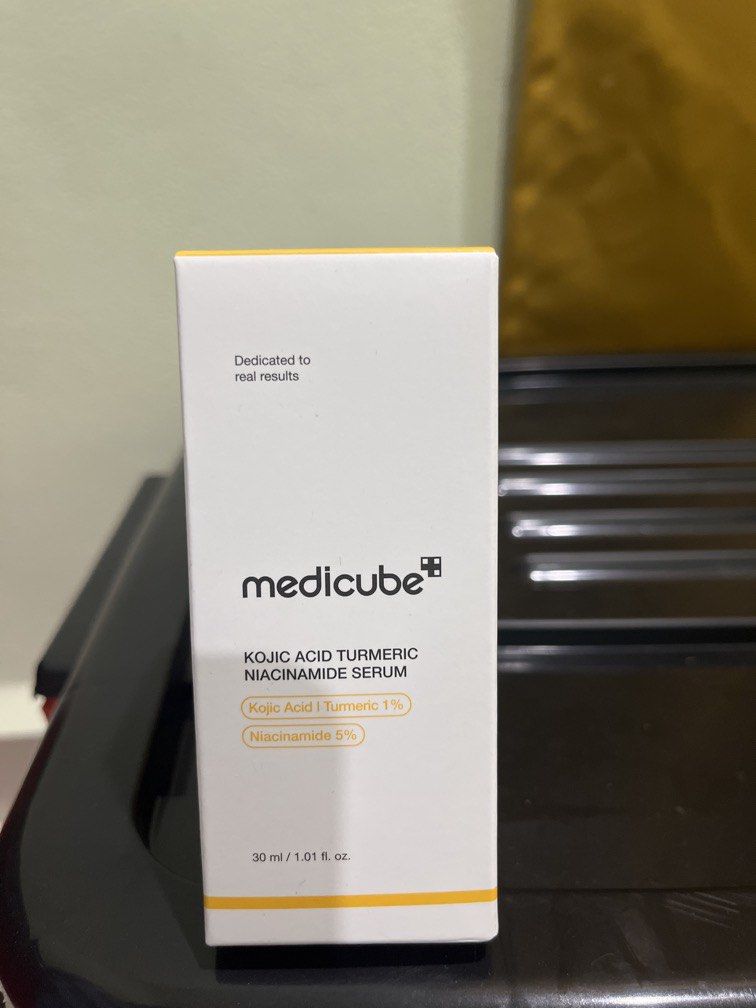 Dedicated to
real results
medicube
KOJIC ACID TURMERIC
NIACINAMIDE SERUM
Kojic Acid | Turmeric 1%
Niacinamide 5%
30 ml / 1.01 fl. oz.